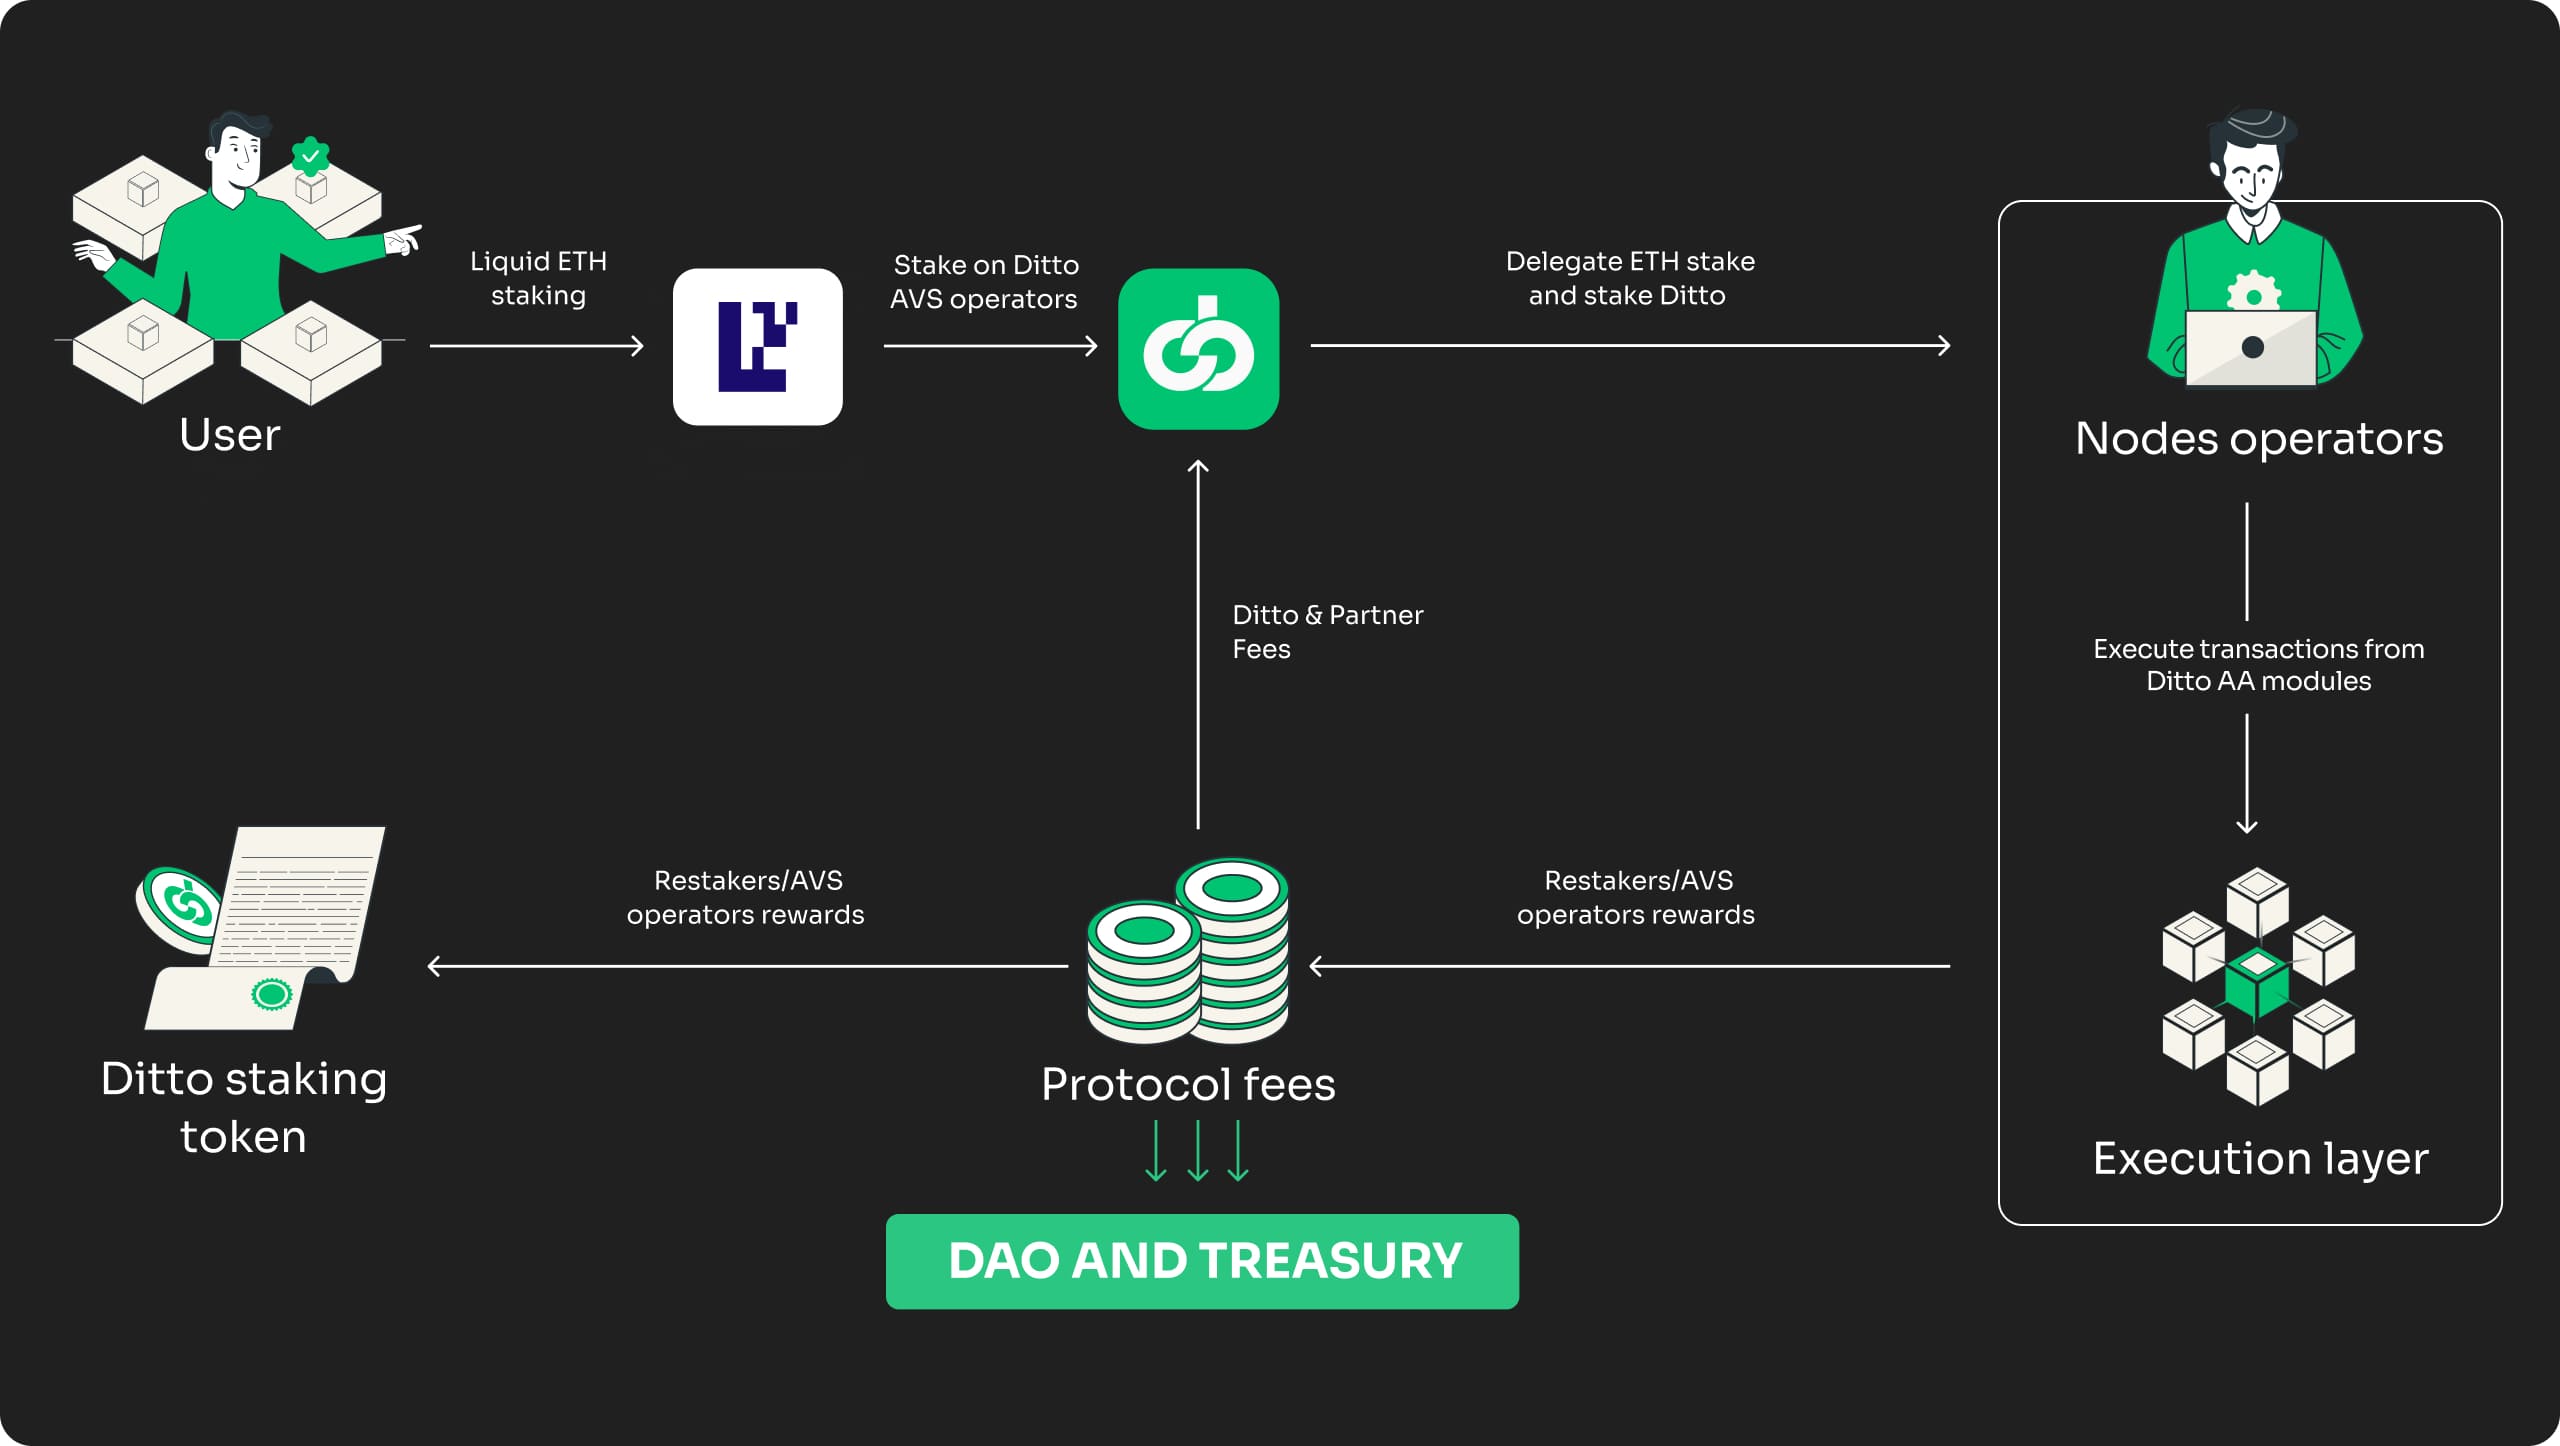 Liquid ETH
staking
Stake on Ditto
AVS operators
Delegate ETH stake
and stake Ditto
User
Nodes operators
Ditto & Partner
Fees
Execute transactions from
Ditto AA modules
Restakers/AVS
operators rewards
Restakers/AVS
operators rewards
Ditto staking
token
Protocol fees
Execution layer
DAO AND TREASURY